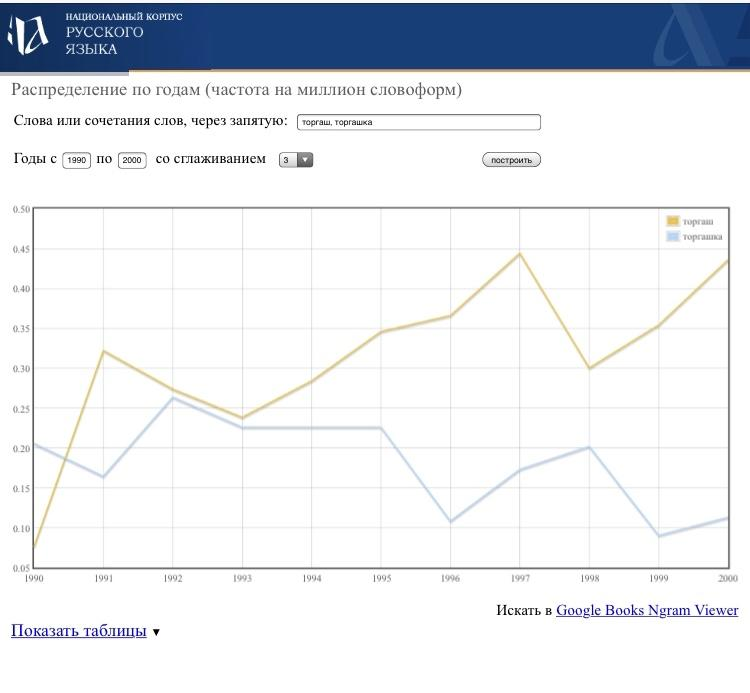 НАЦИОНАЛЬНЫЙ КОРПУС
РУССКОГО
ЯЗЫКА
Распределение по годам (частота на миллион словоформ)
Слова или сочетания слов, через запятую: торгаш, торгашка
Годы с 1990 по 2000 со сглаживанием 3 построить
0.50
торгаш
торгашка
0.45
0.40
0.35
0.30
0.25
0.20
0.15
0.10
0.05
1990 1991 1992 1993 1994 1995 1996 1997 1998 1999 2000
Искать в Google Books Ngram Viewer
Показать таблицы ▼